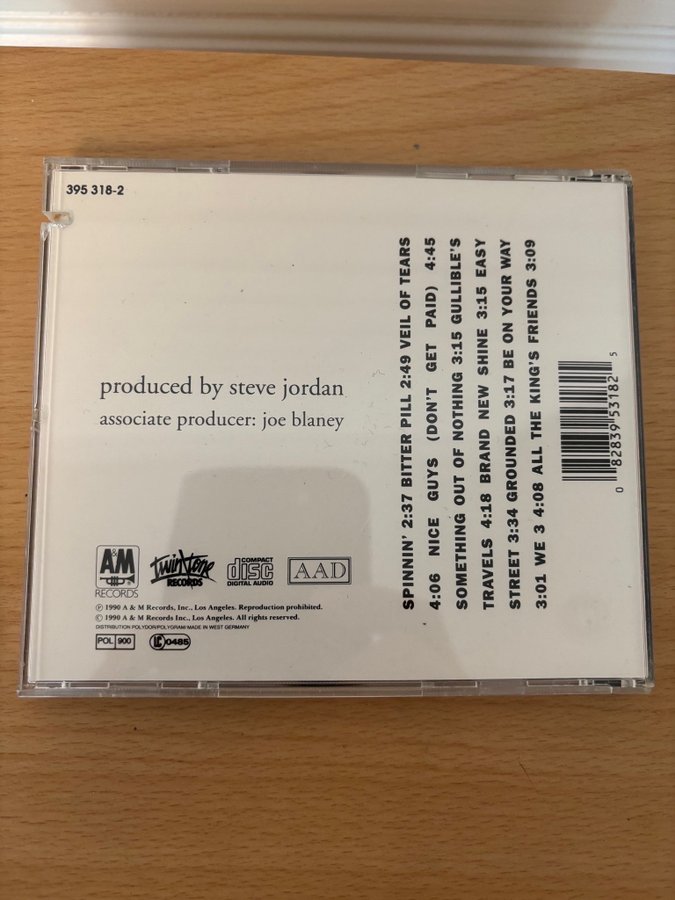 395 318-2
produced by steve jordan
associate producer: joe blaney
SPINNIN' 2:37 BITTER PILL 2:49 VEIL OF TEARS
4:06 NICE GUYS (DON'T GET PAID) 4:45
SOMETHING OUT OF NOTHING 3:15 GULLIBLE'S
TRAVELS 4:18 BRAND NEW SHINE 3:15 EASY
STREET 3:34 GROUNDED 3:17 BE ON YOUR WAY
3:01 WE 3 4:08 ALL THE KING'S FRIENDS 3:09
0 82839 53182 5
A&M
RECORDS
Twin/Tone
RECORDS
COMPACT
disc
DIGITAL AUDIO
AAD
℗ 1990 A & M Records, Inc., Los Angeles. Reproduction prohibited.
© 1990 A & M Records, Inc., Los Angeles. All rights reserved.
DISTRIBUTION POLYDOR/POLYGRAM/MADE IN WEST GERMANY
POL 900
LC 0485